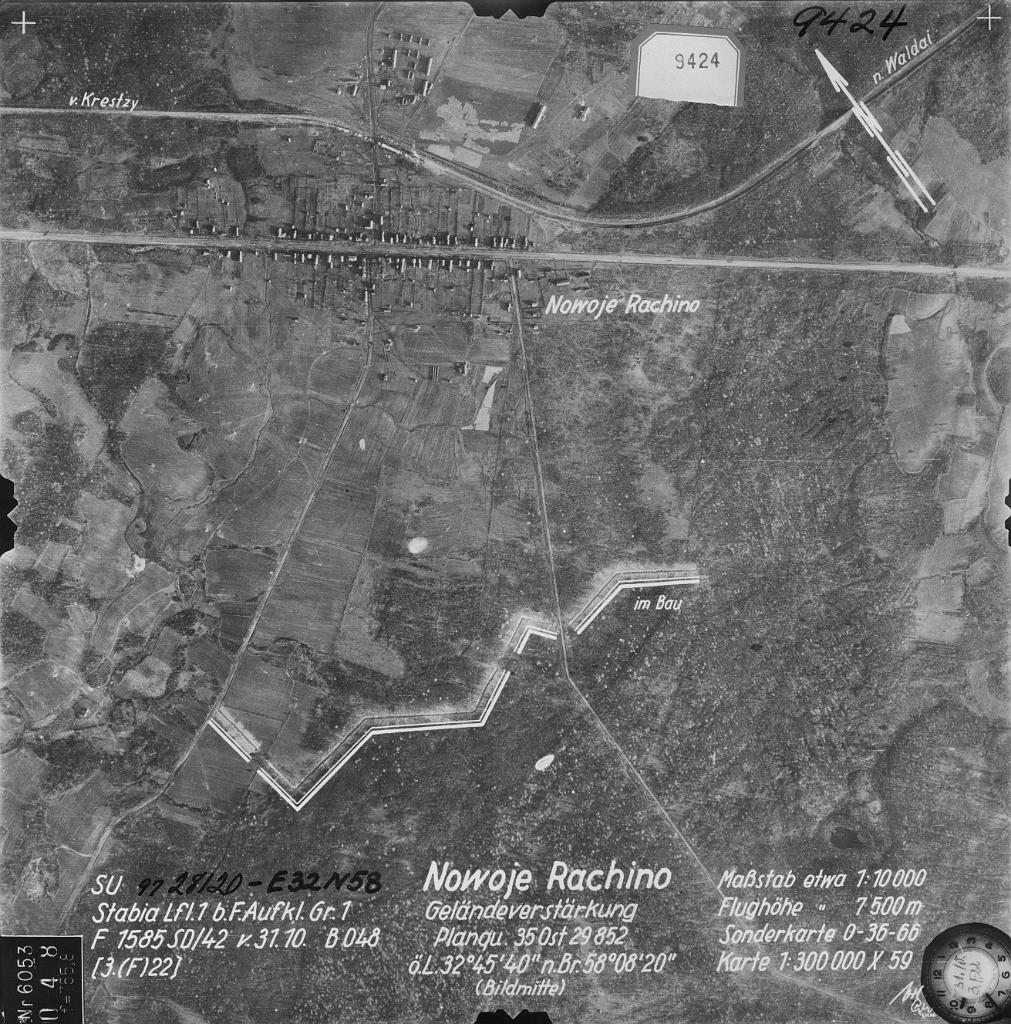 9424
9424
n. Waldai
v. Krestzy
Nowoje Rachino
im Bau
SU 97 28/20 - E32 N58
Stabia Lfl.1 b.F.Aufkl. Gr. 1
F 1585 SD/42 v. 31.10. B 048
[3.(F)22]
Nowoje Rachino
Geländeverstärkung
Planqu. 35 Ost 29 852
ö.L. 32°45'40" n.Br. 58°08'20"
(Bildmitte)
Maßstab etwa 1:10 000
Flughöhe " 7 500 m
Sonderkarte 0-36-66
Karte 1:300 000 X 59
Nr 6053
048